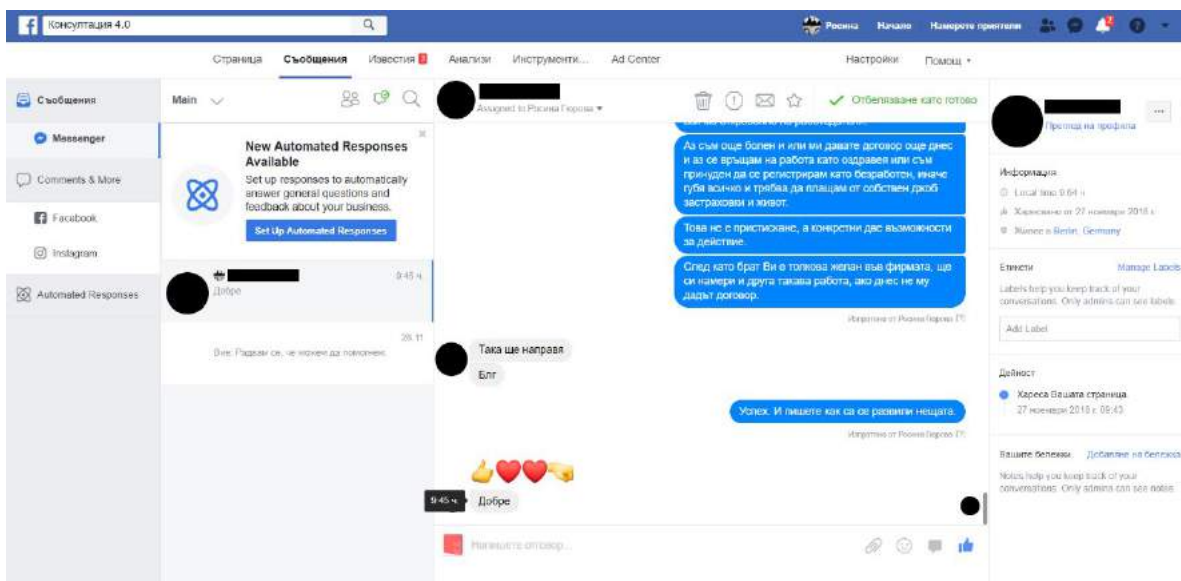 Консултация 4.0
Росина Начало Намерете приятели
Страница Съобщения Известия Анализи Инструменти... Ad Center Настройки Помощ
Съобщения
Messenger
Comments & More
Facebook
Instagram
Automated Responses
Main
New Automated Responses
Available
Set up responses to automatically
answer general questions and
feedback about your business.
Set Up Automated Responses
9:45 ч.
Добре
28.11
Вие: Радвам се, че можем да помогнем.
Assigned to Росина Гюрова
Отбелязване като готово
Аз съм още болен и или ми давате договор още днес
и аз се връщам на работа като оздравея или съм
принуден да се регистрирам като безработен, иначе
губя всичко и трябва да плащам от собствен джоб
застраховки и живот.
Това не е пристискане, а конкретни две възможности
за действие.
След като брат Ви е толкова желан във фирмата, ще
си намери и друга такава работа, ако днес не му
дадът договор.
Изпратено от Росина Гюрова [?]
Така ще направя
Блг
Успех. И пишете как са се развили нещата.
Изпратено от Росина Гюрова [?]
9:45 ч.
Добре
Напишете отговор...
Преглед на профила
Информация
Local time 9:54 ч.
Харесвано от 27 ноември 2018 г.
Живее в Berlin, Germany
Етикети Manage Labels
Labels help you keep track of your
conversations. Only admins can see labels.
Add Label
Дейност
Хареса Вашата страница.
27 ноември 2018 г. 09:43
Вашите бележки Добавяне на бележка
Notes help you keep track of your
conversations. Only admins can see notes.